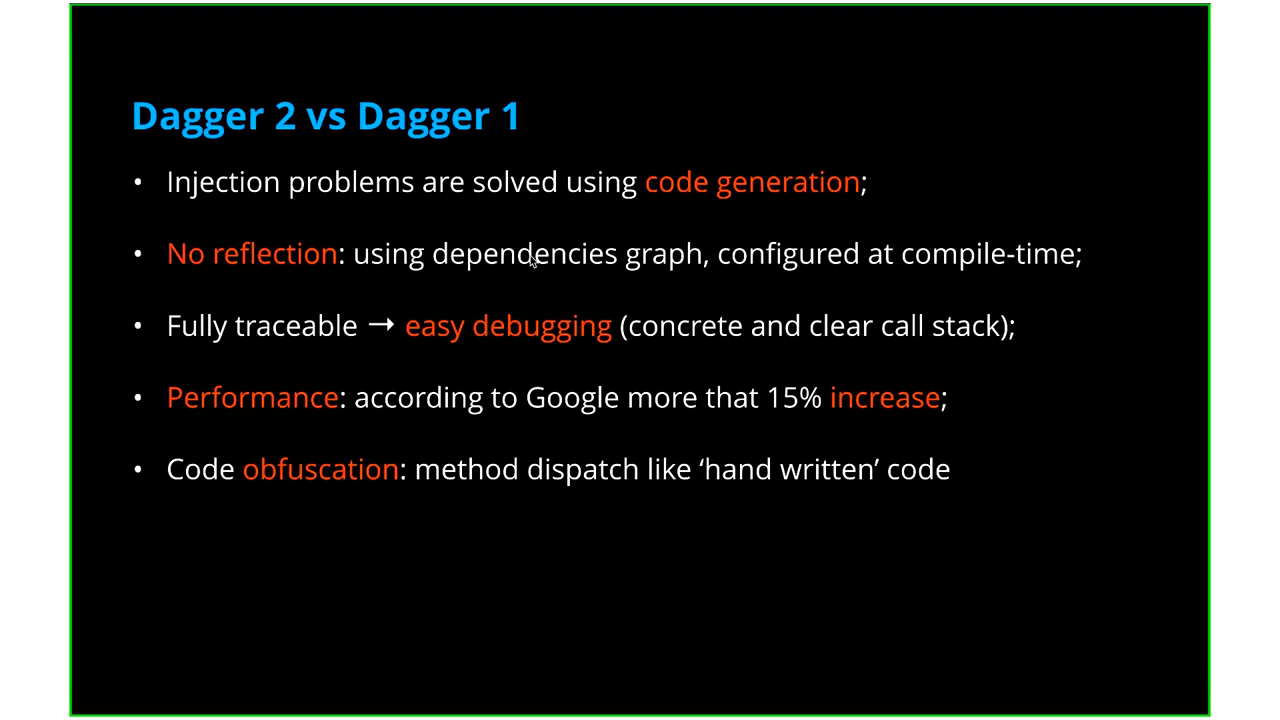 Dagger 2 vs Dagger 1
• Injection problems are solved using code generation;
• No reflection: using dependencies graph, configured at compile-time;
• Fully traceable → easy debugging (concrete and clear call stack);
• Performance: according to Google more that 15% increase;
• Code obfuscation: method dispatch like ‘hand written’ code